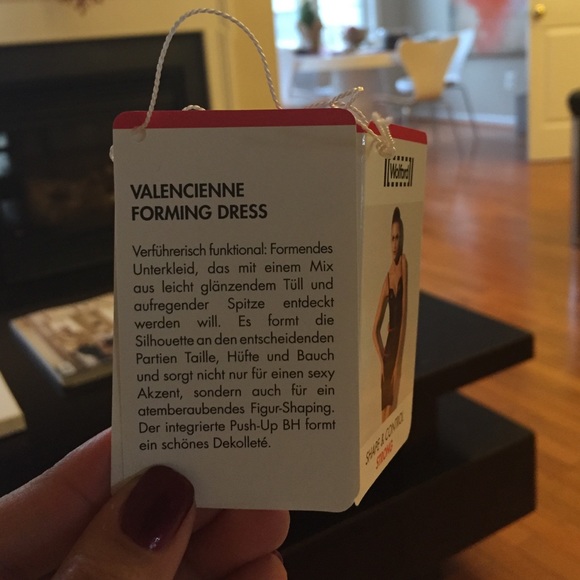 VALENCIENNE
FORMING DRESS
Verführerisch funktional: Formendes
Unterkleid, das mit einem Mix
aus leicht glänzendem Tüll und
aufregender Spitze entdeckt
werden will. Es formt die
Silhouette an den entscheidenden
Partien Taille, Hüfte und Bauch
und sorgt nicht nur für einen sexy
Akzent, sondern auch für ein
atemberaubendes Figur-Shaping.
Der integrierte Push-Up BH formt
ein schönes Dekolleté.
Wolford
SHAPE & CONTROL
STRONG